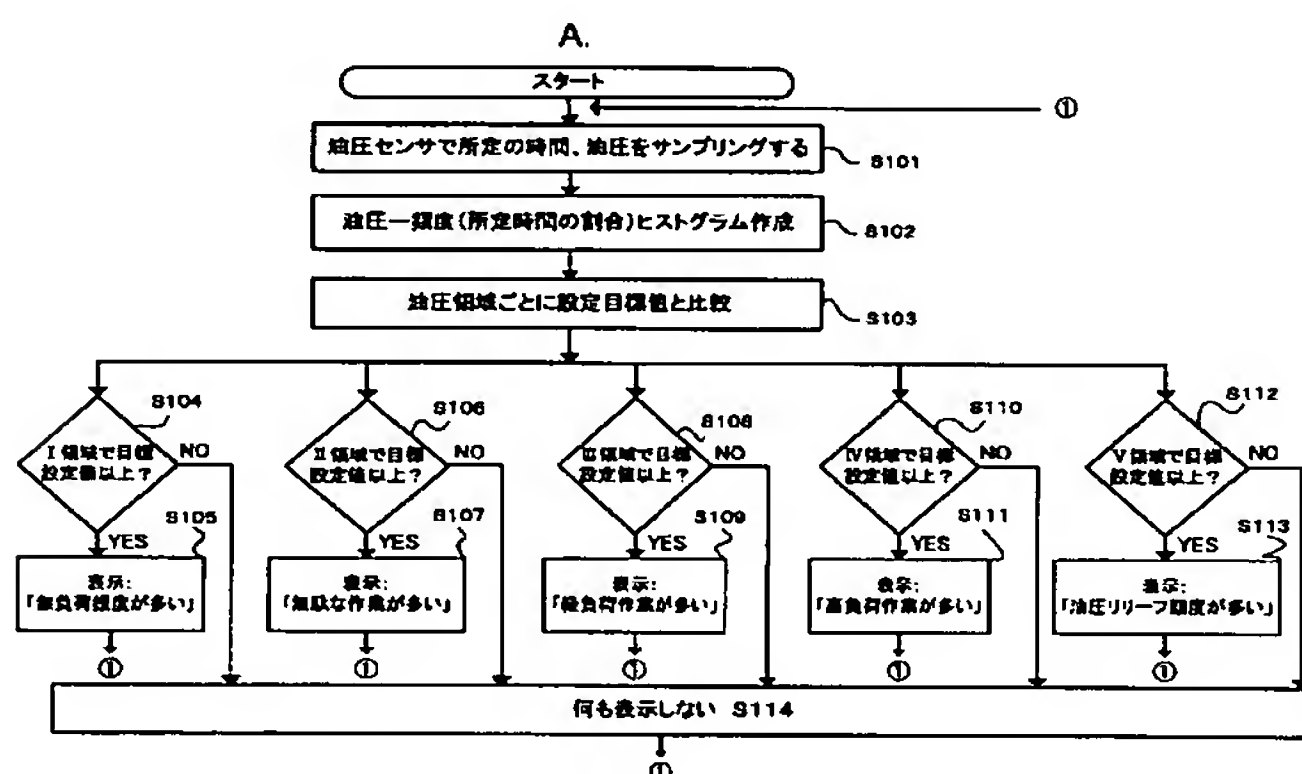 A.
スタート
①
油圧センサで所定の時間、油圧をサンプリングする
S101
油圧ー頻度(所定時間の割合)ヒストグラム作成
S102
油圧領域ごとに設定目標値と比較
S103
S104
S106
S108
S110
S112
Ⅰ領域で目標
設定値以上?
NO
Ⅱ領域で目標
設定値以上?
NO
Ⅲ領域で目標
設定値以上?
NO
Ⅳ領域で目標
設定値以上?
NO
Ⅴ領域で目標
設定値以上?
NO
YES
S105
YES
S107
YES
S109
YES
S111
YES
S113
表示:
「無負荷頻度が多い」
表示:
「無駄な作業が多い」
表示:
「軽負荷作業が多い」
表示:
「高負荷作業が多い」
表示:
「油圧リリーフ頻度が多い」
①
①
①
①
①
何も表示しない S114
①